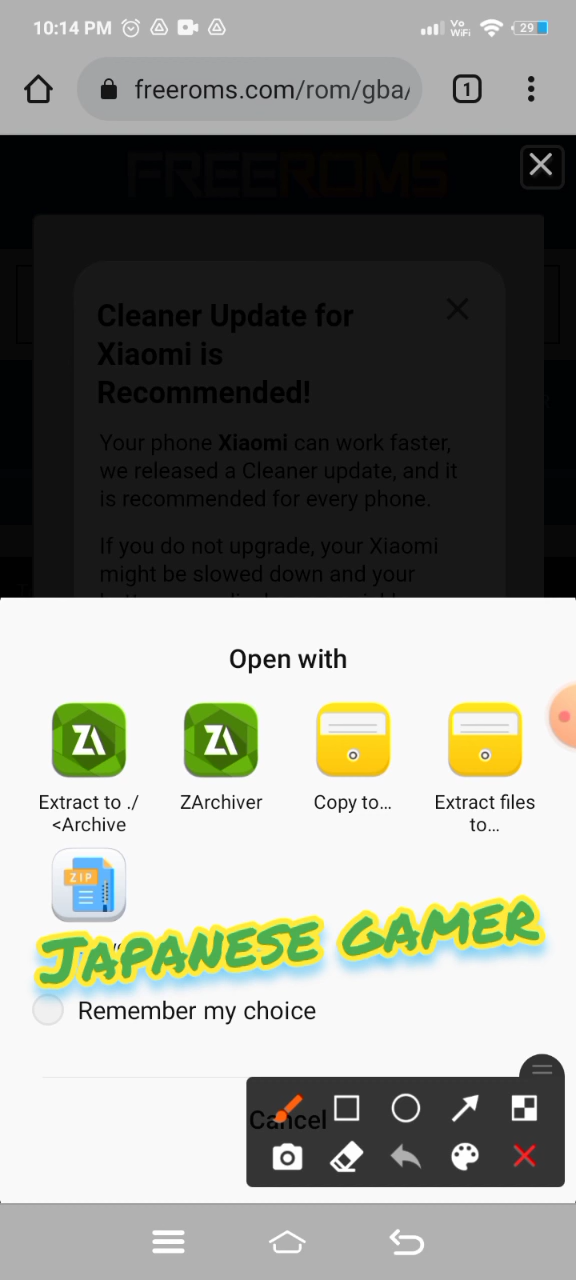 10:14 PM
Vo
WiFi
29
freeroms.com/rom/gba/
1
FREEROMS
Cleaner Update for
Xiaomi is
Recommended!
Your phone Xiaomi can work faster,
we released a Cleaner update, and it
is recommended for every phone.
If you do not upgrade, your Xiaomi
might be slowed down and your
Open with
ZA
ZA
Extract to ./
<Archive
ZArchiver
Copy to...
Extract files
to...
ZIP
JAPANESE GAMER
Remember my choice
Cancel